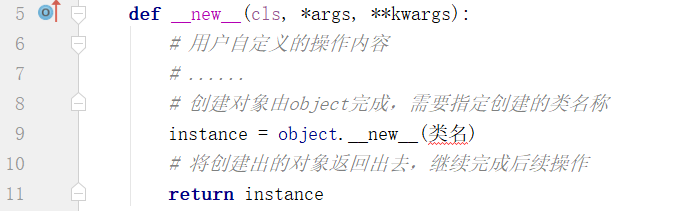 5 def __new__(cls, *args, **kwargs):
6 # 用户自定义的操作内容
7 # ......
8 # 创建对象由object完成，需要指定创建的类名称
9 instance = object.__new__(类名)
10 # 将创建出的对象返回出去，继续完成后续操作
11 return instance